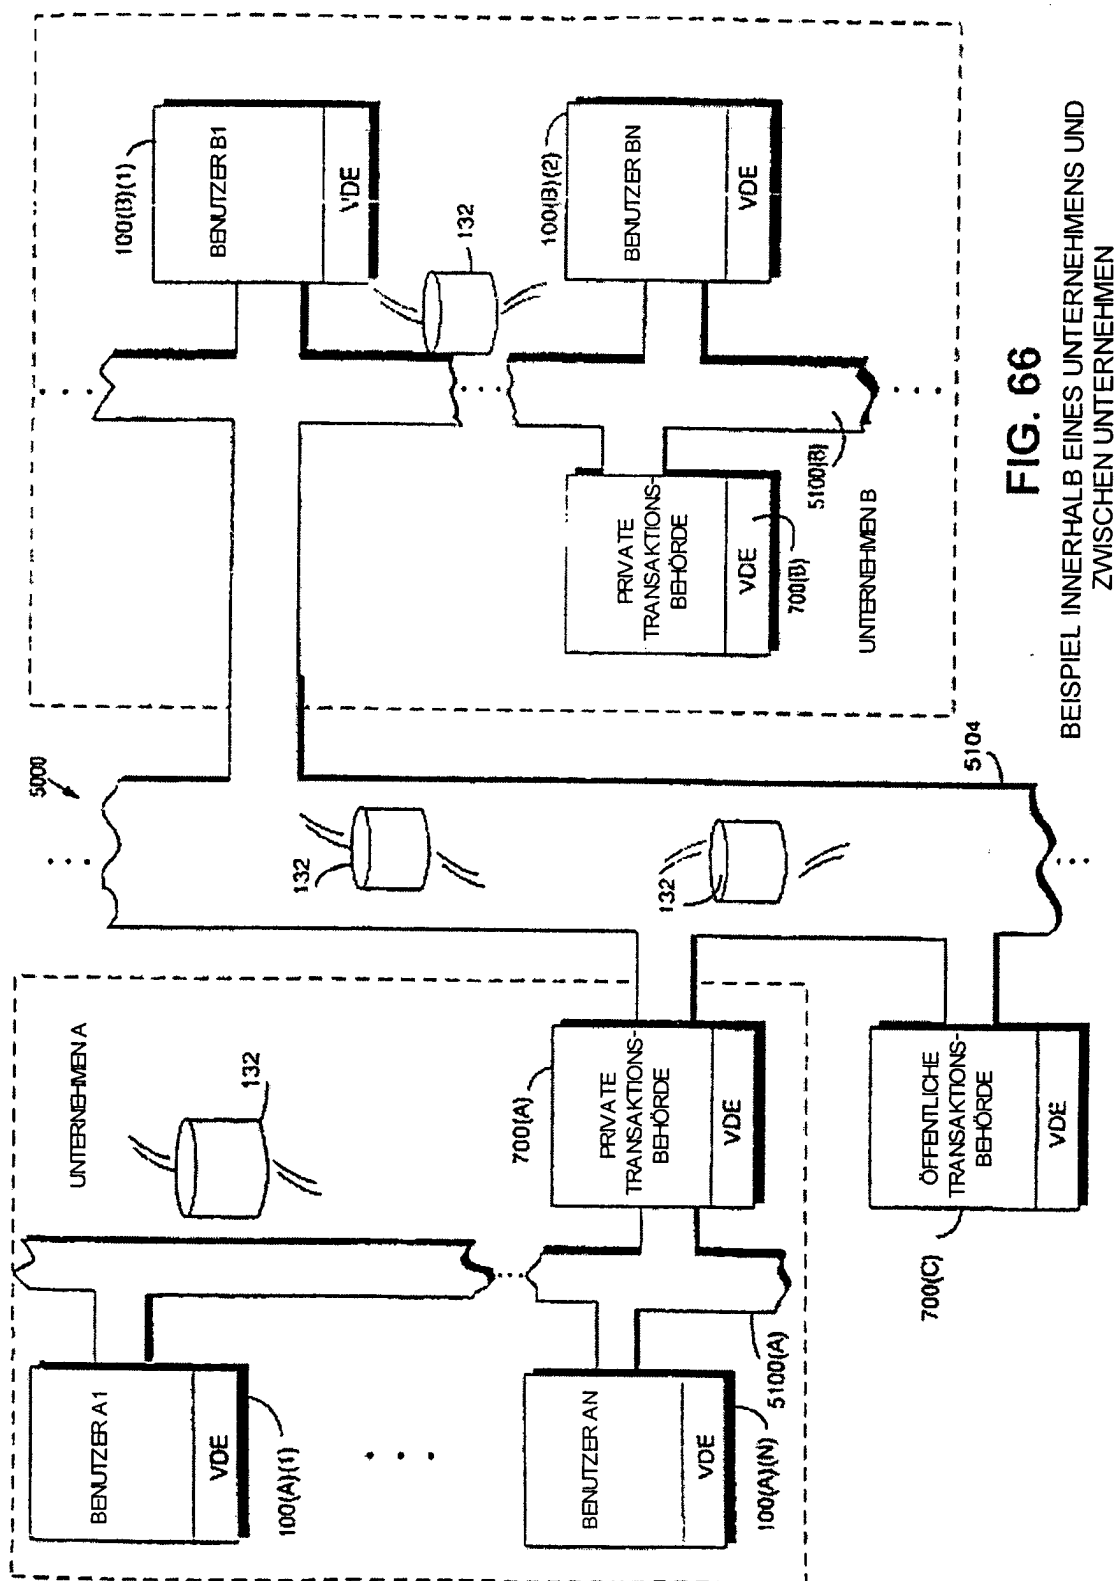 5000
UNTERNEHMEN A
132
BENUTZER A1
VDE
100(A)(1)
BENUTZER AN
VDE
100(A)(N)
5100(A)
700(A)
PRIVATE
TRANSAKTIONS-
BEHÖRDE
VDE
ÖFFENTLICHE
TRANSAKTIONS-
BEHÖRDE
VDE
700(C)
132
132
5104
100(B)(1)
BENUTZER B1
VDE
132
100(B)(2)
BENUTZER BN
VDE
PRIVATE
TRANSAKTIONS-
BEHÖRDE
VDE
700(B)
5100(B)
UNTERNEHMEN B
FIG. 66
BEISPIEL INNERHALB EINES UNTERNEHMENS UND
ZWISCHEN UNTERNEHMEN